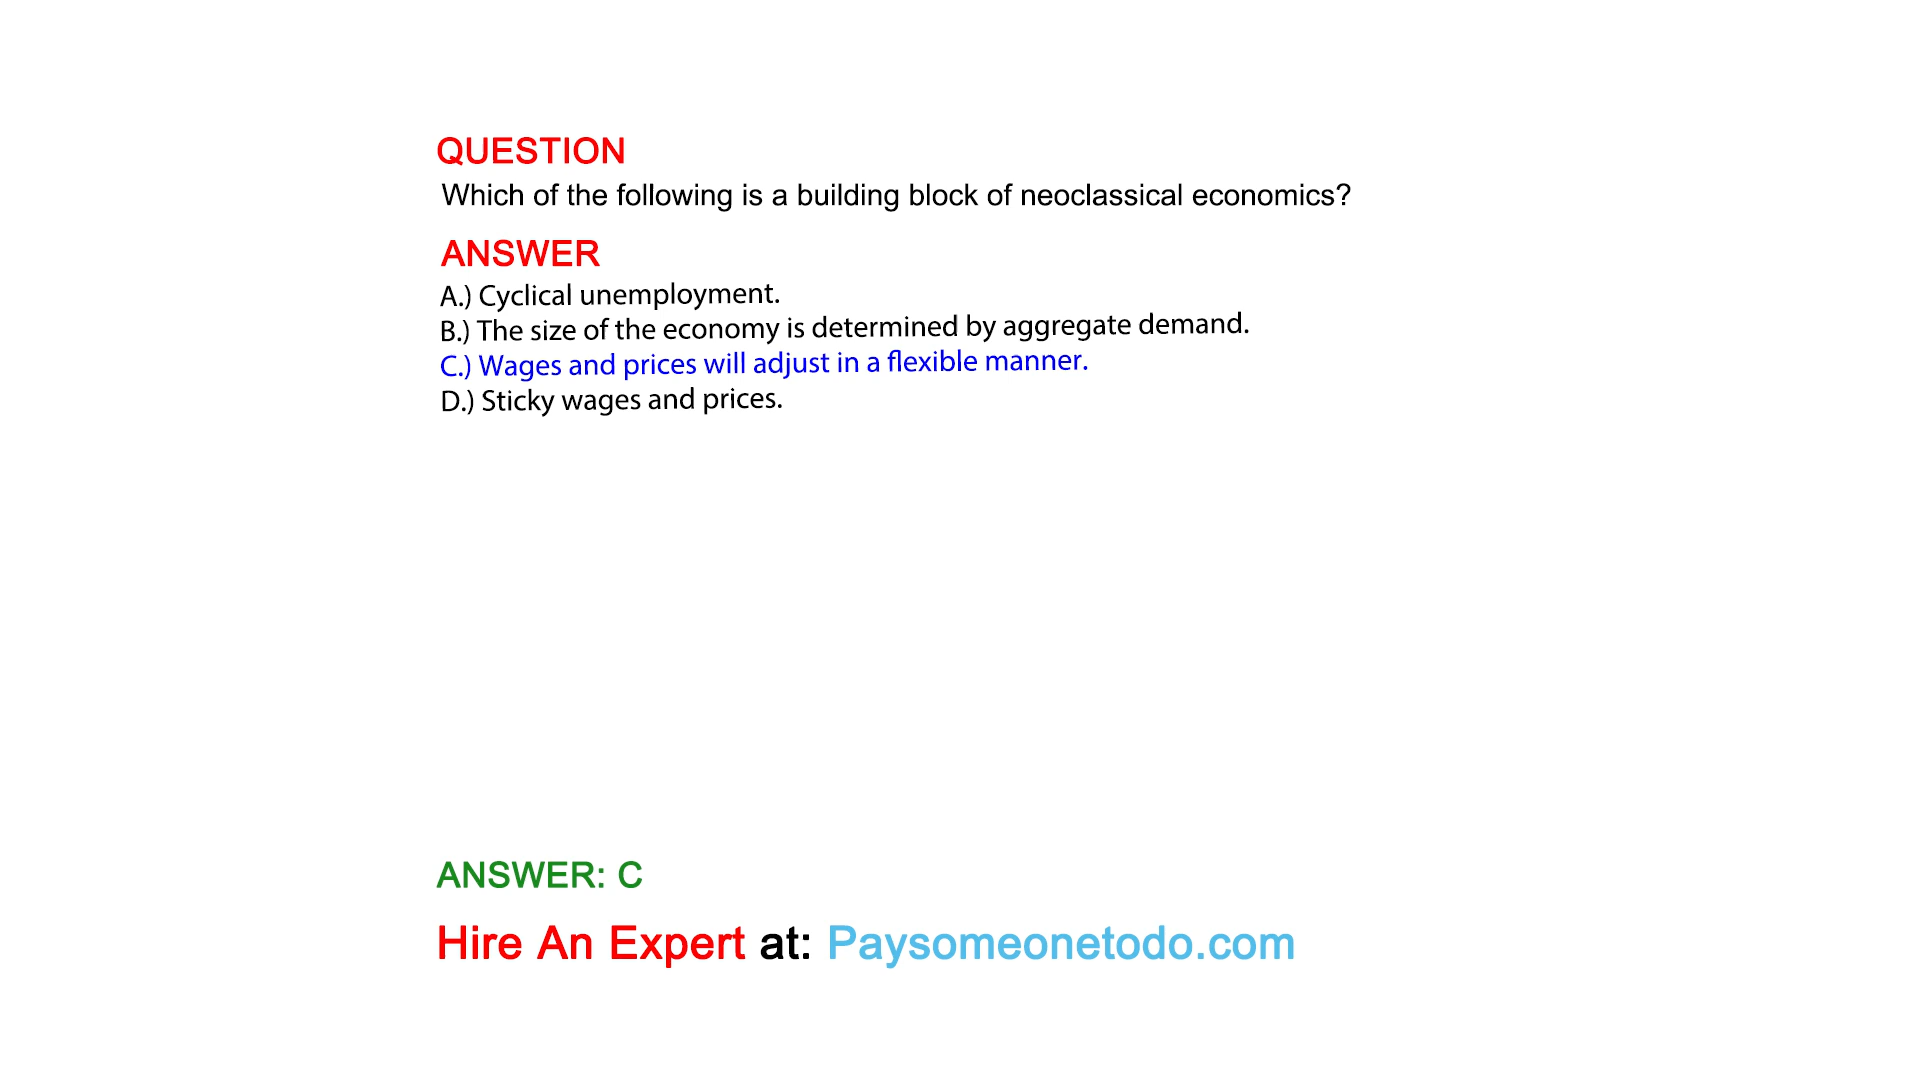 QUESTION
Which of the following is a building block of neoclassical economics?
ANSWER
A.) Cyclical unemployment.
B.) The size of the economy is determined by aggregate demand.
C.) Wages and prices will adjust in a flexible manner.
D.) Sticky wages and prices.
ANSWER: C
Hire An Expert at: Paysomeonetodo.com